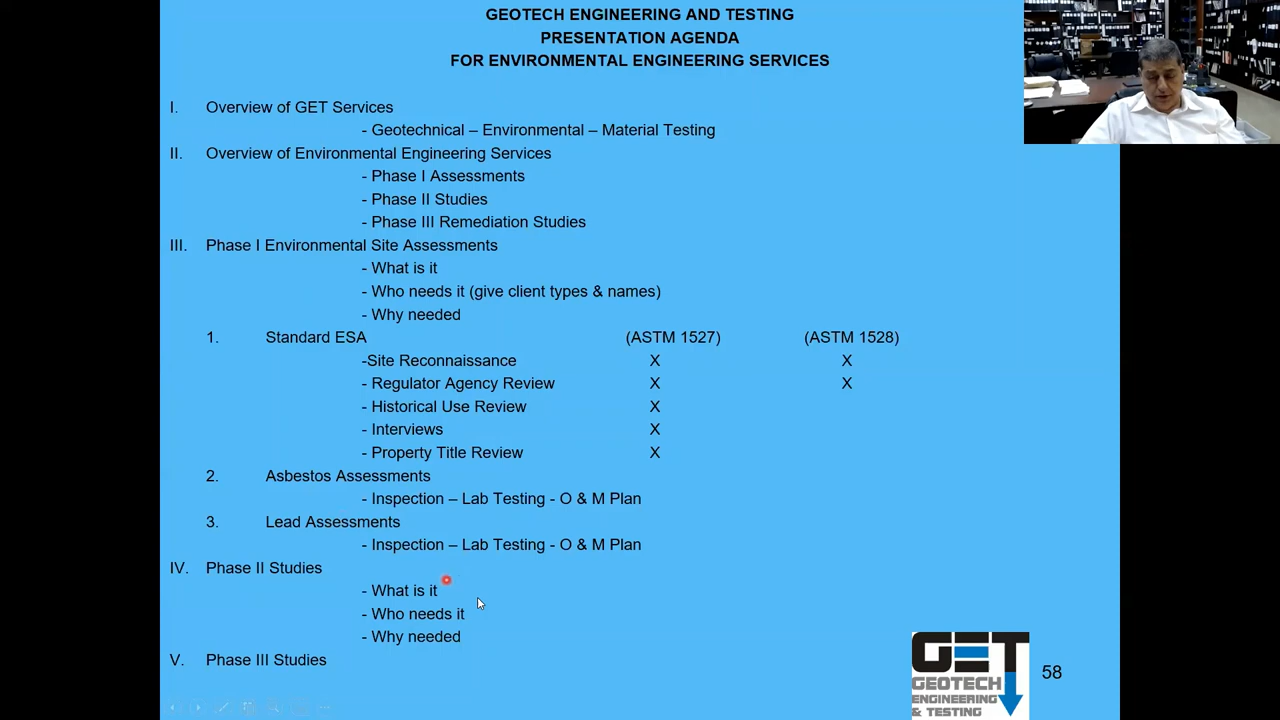 GEOTECH ENGINEERING AND TESTING
PRESENTATION AGENDA
FOR ENVIRONMENTAL ENGINEERING SERVICES
I. Overview of GET Services
- Geotechnical – Environmental – Material Testing
II. Overview of Environmental Engineering Services
- Phase I Assessments
- Phase II Studies
- Phase III Remediation Studies
III. Phase I Environmental Site Assessments
- What is it
- Who needs it (give client types & names)
- Why needed
1. Standard ESA (ASTM 1527) (ASTM 1528)
-Site Reconnaissance X X
- Regulator Agency Review X X
- Historical Use Review X
- Interviews X
- Property Title Review X
2. Asbestos Assessments
- Inspection – Lab Testing - O & M Plan
3. Lead Assessments
- Inspection – Lab Testing - O & M Plan
IV. Phase II Studies
- What is it
- Who needs it
- Why needed
V. Phase III Studies
GET
GEOTECH
ENGINEERING
& TESTING
58